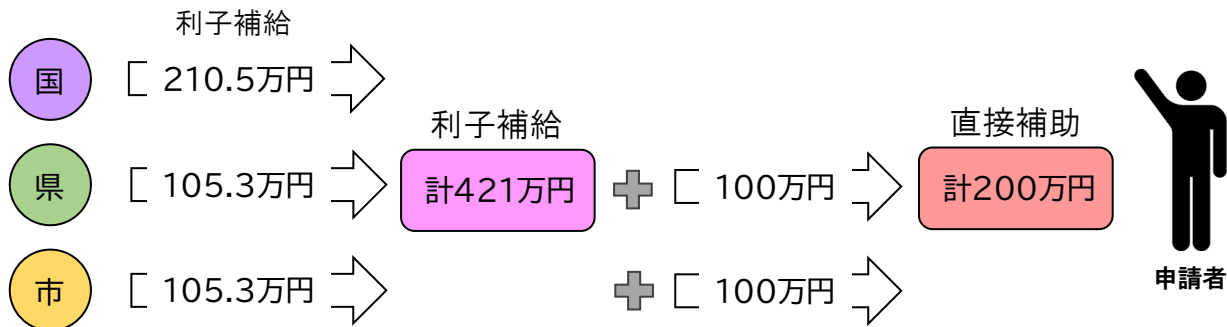 利子補給
国
210.5万円
利子補給
直接補助
県
105.3万円
計421万円
100万円
計200万円
市
105.3万円
100万円
申請者